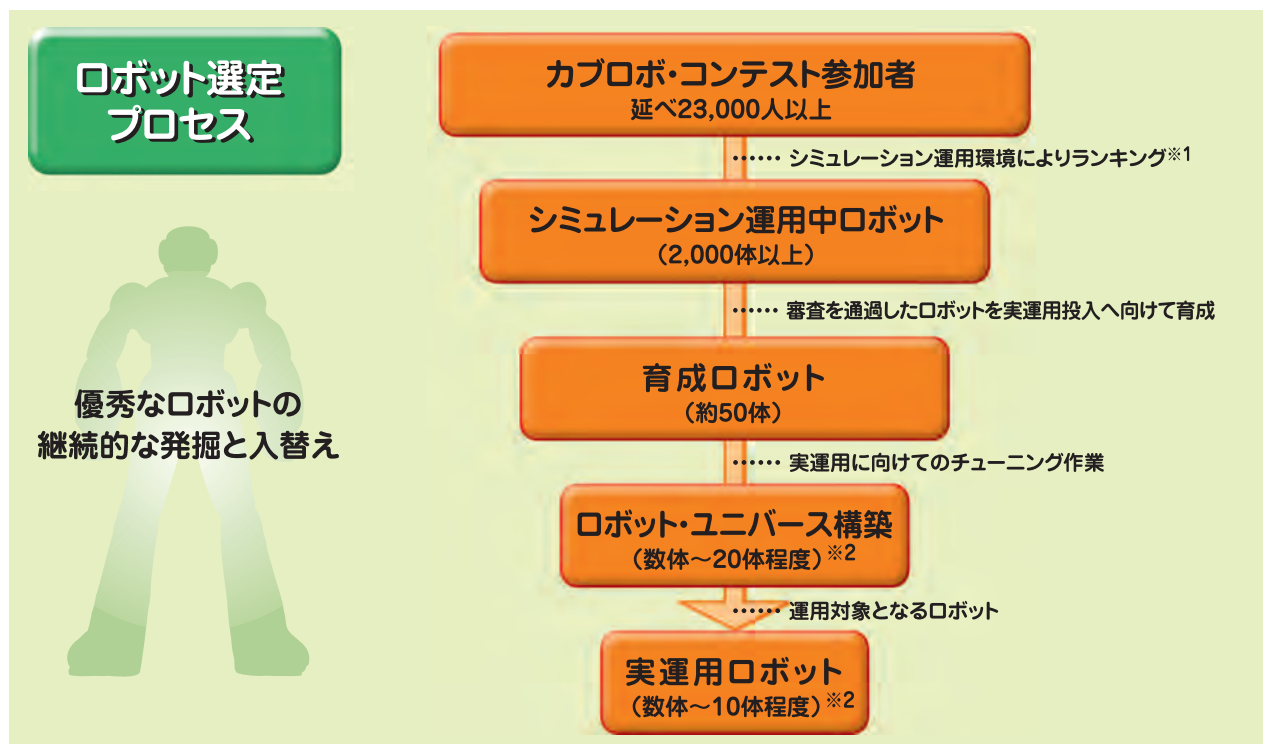 ロボット選定
プロセス
優秀なロボットの
継続的な発掘と入替え
カブロボ・コンテスト参加者
延べ23,000人以上
…… シミュレーション運用環境によりランキング※1
シミュレーション運用中ロボット
（2,000体以上）
…… 審査を通過したロボットを実運用投入へ向けて育成
育成ロボット
（約50体）
…… 実運用に向けてのチューニング作業
ロボット・ユニバース構築
（数体～20体程度）※2
…… 運用対象となるロボット
実運用ロボット
（数体～10体程度）※2